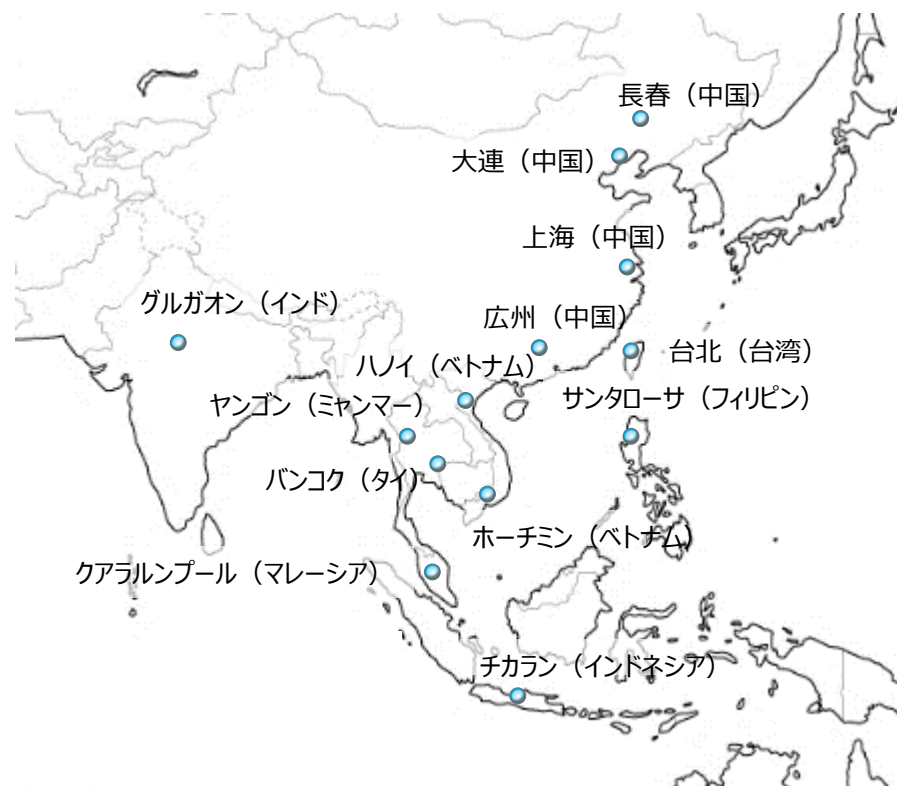 長春（中国）
大連（中国）
上海（中国）
グルガオン（インド）
広州（中国）
台北（台湾）
ハノイ（ベトナム）
ヤンゴン（ミャンマー）
サンタローサ（フィリピン）
バンコク（タイ）
ホーチミン（ベトナム）
クアラルンプール（マレーシア）
チカラン（インドネシア）